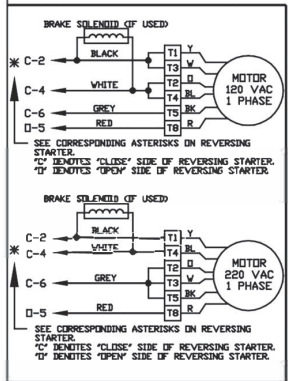 BRAKE SOLENOID (IF USED)
BLACK T1 Y
* C-2 T3 W
C-4 WHITE T2 O
T4 BL
C-6 GREY T5 BK
O-5 RED T8 R
MOTOR
120 VAC
1 PHASE
SEE CORRESPONDING ASTERISKS ON REVERSING
STARTER.
"C" DENOTES "CLOSE" SIDE OF REVERSING STARTER.
"O" DENOTES "OPEN" SIDE OF REVERSING STARTER.
BRAKE SOLENOID (IF USED)
C-2 BLACK T1 Y
* C-4 WHITE T4 BL
T2 O
C-6 GREY T3 W
T5 BK
O-5 RED T8 R
MOTOR
220 VAC
1 PHASE
SEE CORRESPONDING ASTERISKS ON REVERSING
STARTER.
"C" DENOTES "CLOSE" SIDE OF REVERSING STARTER.
"O" DENOTES "OPEN" SIDE OF REVERSING STARTER.